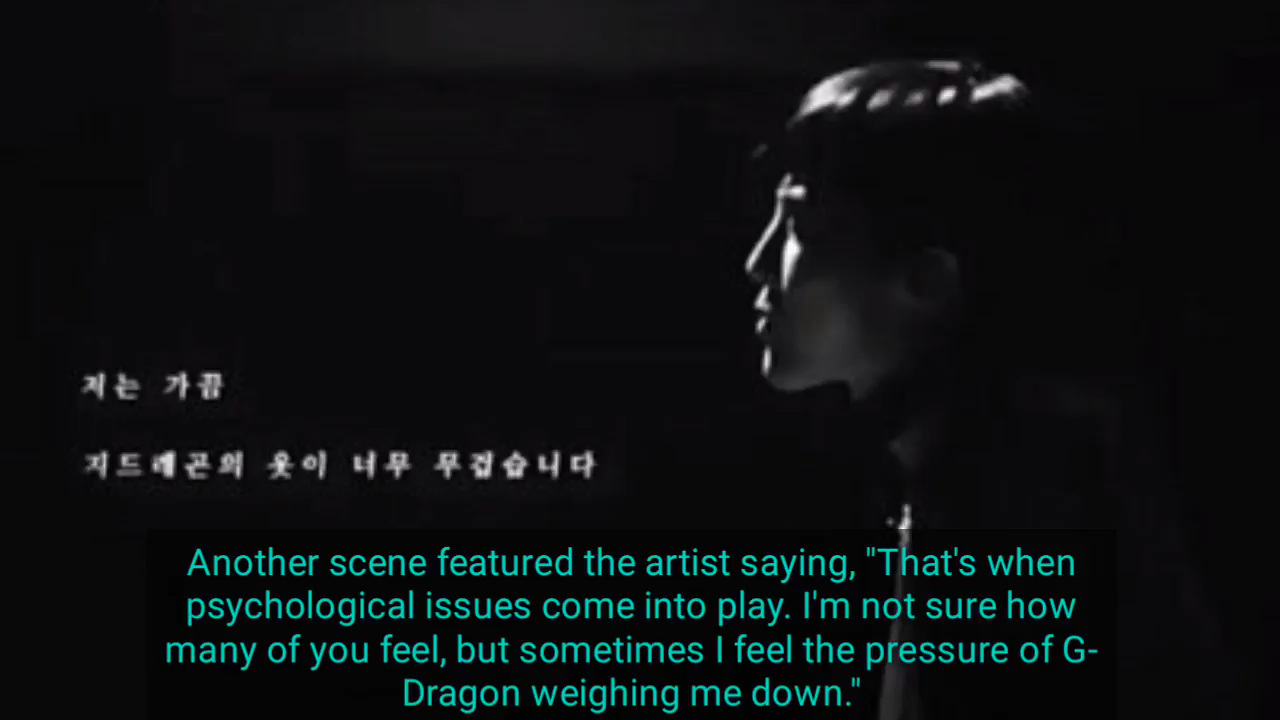 저는 가끔
지드래곤의 옷이 너무 무겁습니다
Another scene featured the artist saying, "That's when
psychological issues come into play. I'm not sure how
many of you feel, but sometimes I feel the pressure of G-
Dragon weighing me down."